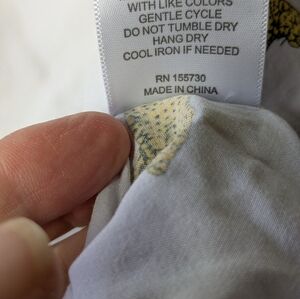 WITH LIKE COLORS
GENTLE CYCLE
DO NOT TUMBLE DRY
HANG DRY
COOL IRON IF NEEDED
RN 155730
MADE IN CHINA